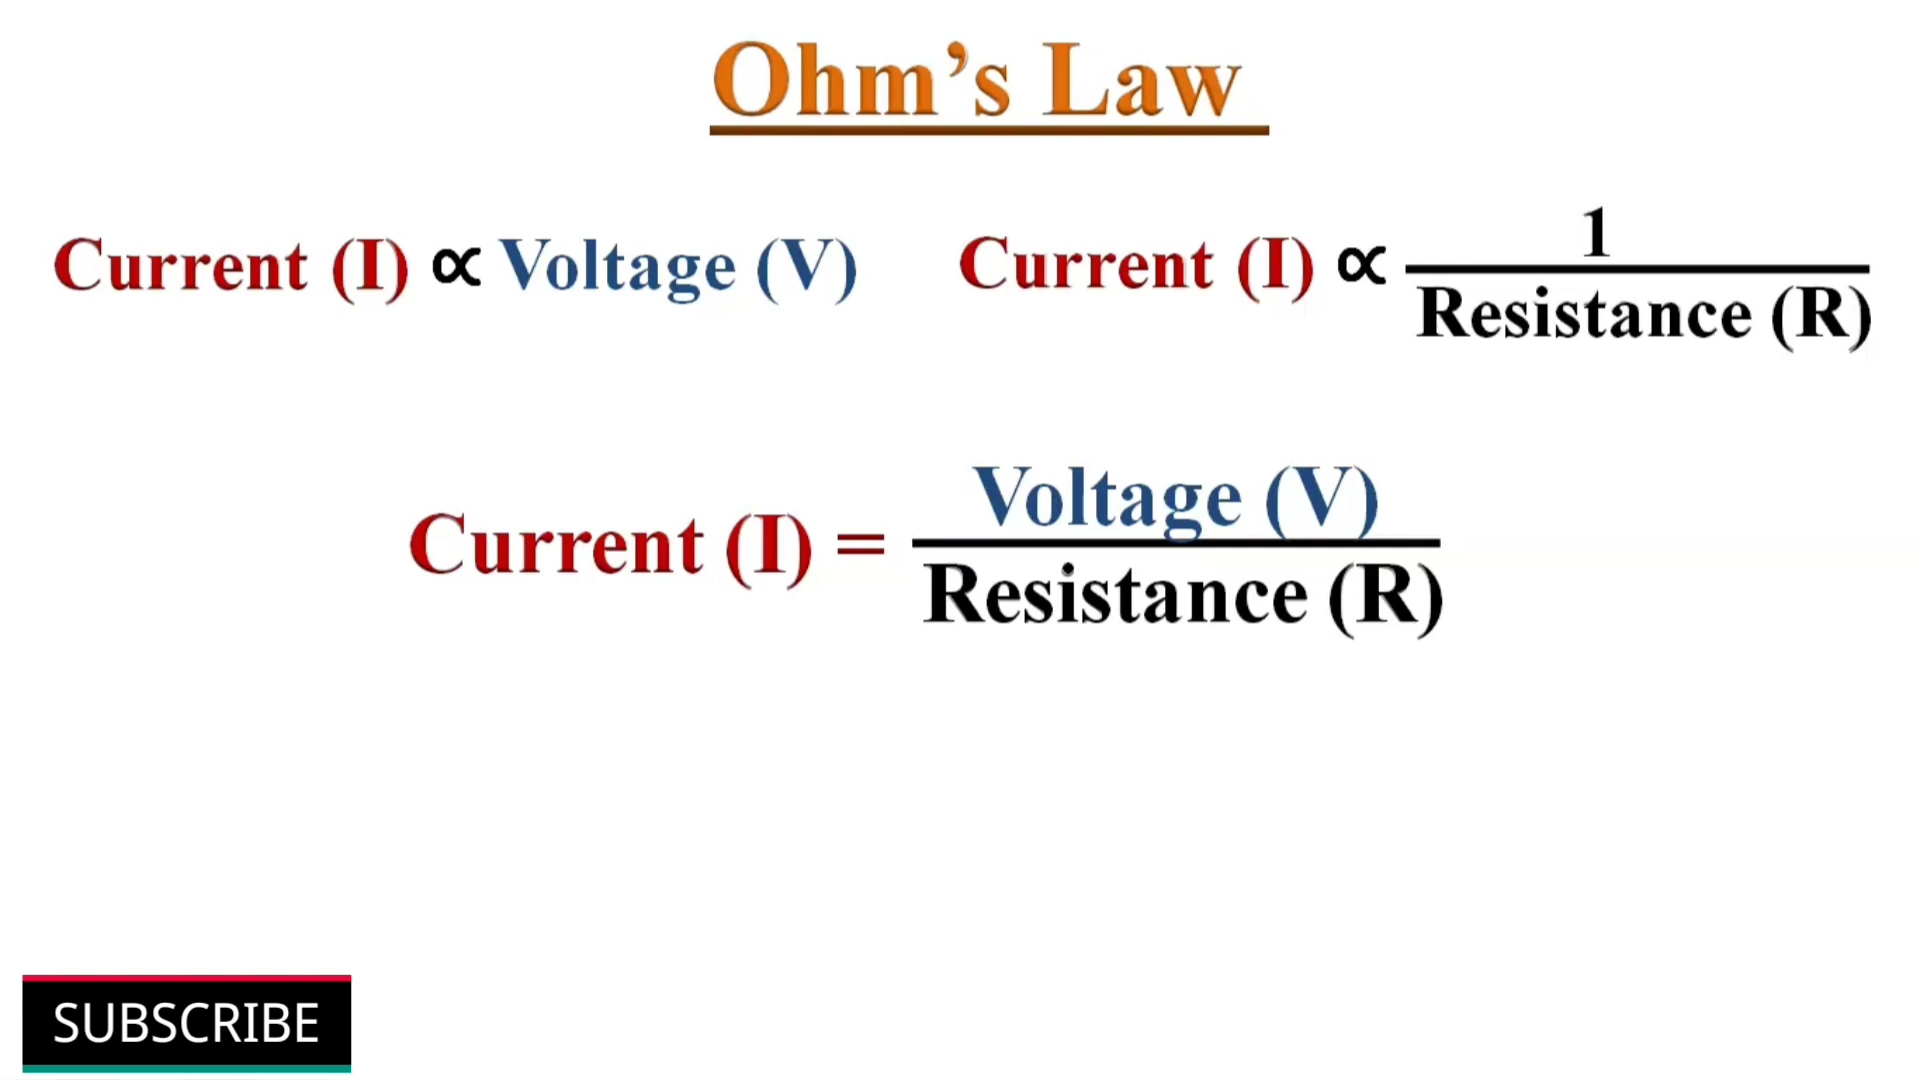 Ohm’s Law
Current (I) ∝ Voltage (V)
Current (I) ∝ 1
Resistance (R)
Voltage (V)
Current (I) =
Resistance (R)
SUBSCRIBE